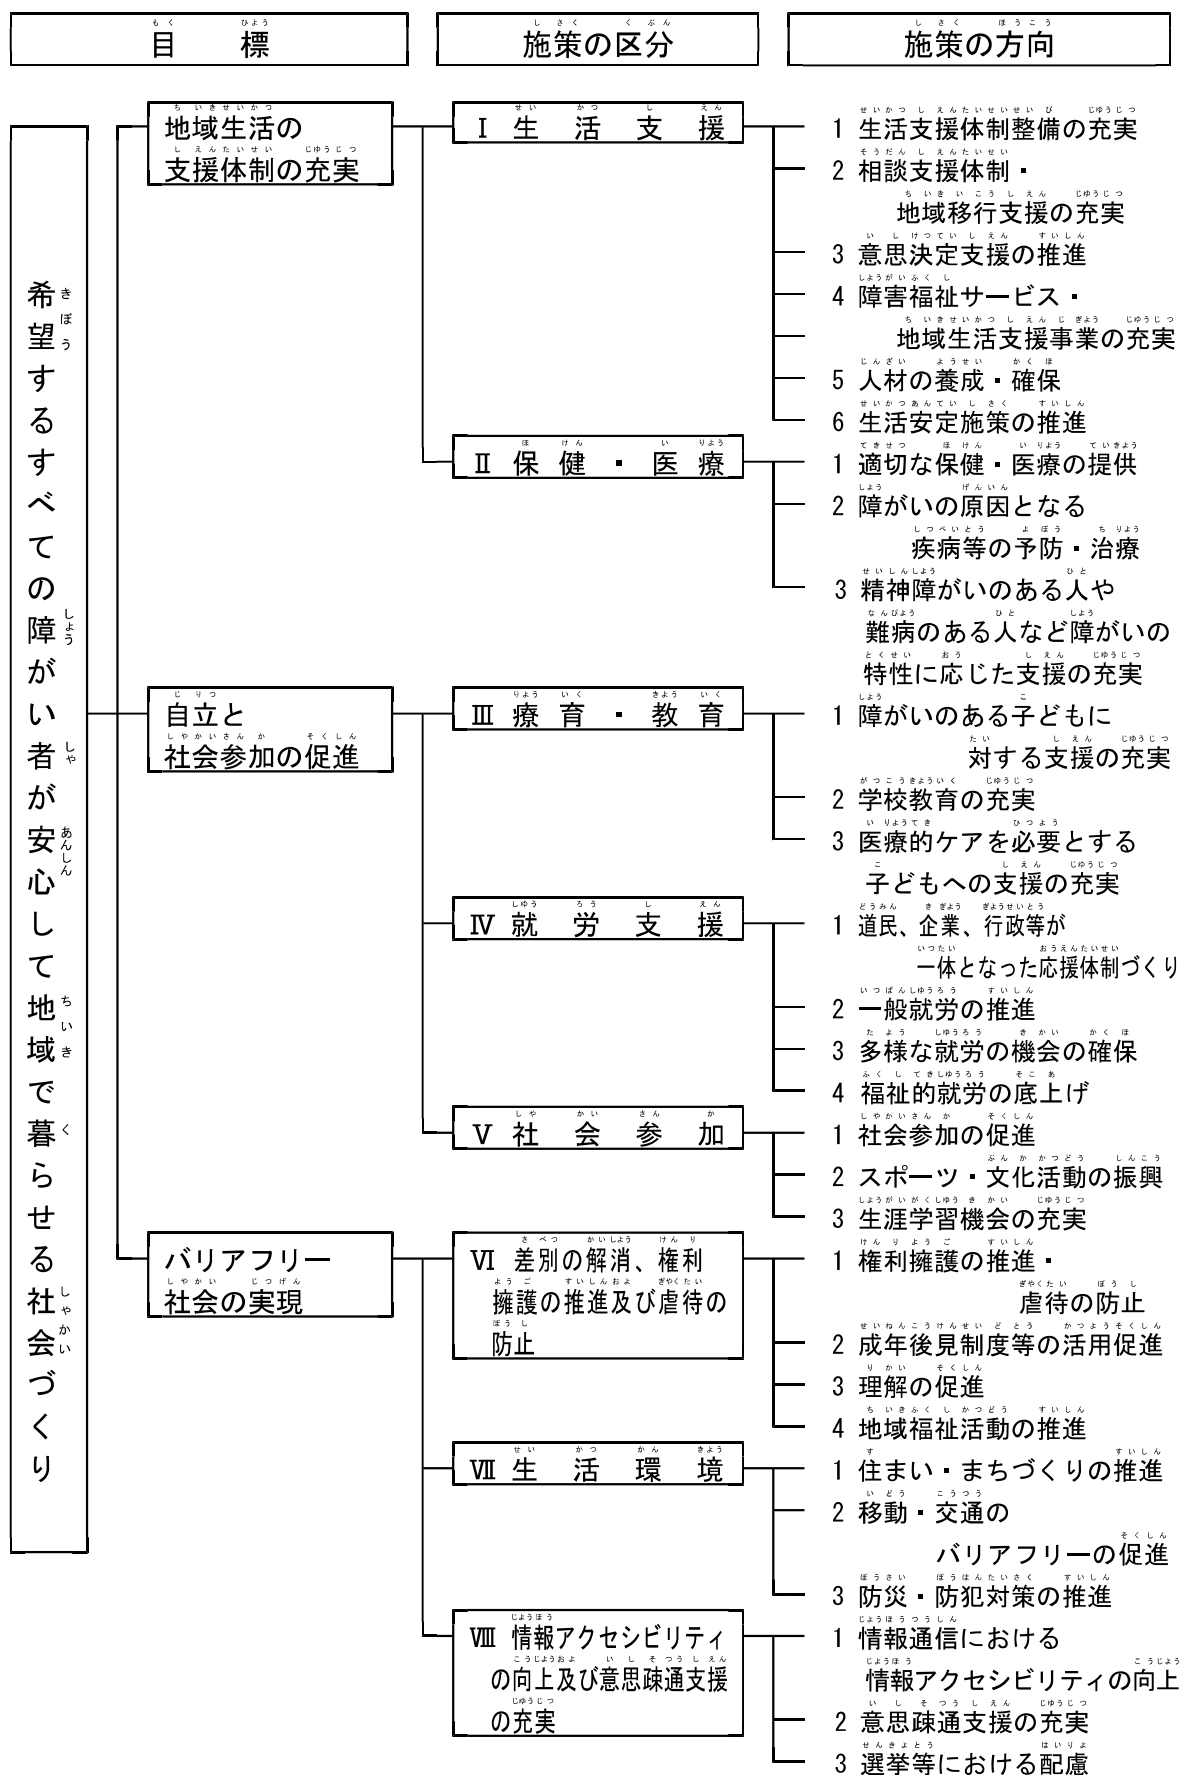 目標
施策の区分
施策の方向
希望するすべての障がい者が安心して地域で暮らせる社会づくり
地域生活の
支援体制の充実
Ⅰ 生活支援
1 生活支援体制整備の充実
2 相談支援体制・
地域移行支援の充実
3 意思決定支援の推進
4 障害福祉サービス・
地域生活支援事業の充実
5 人材の養成・確保
6 生活安定施策の推進
Ⅱ 保健・医療
1 適切な保健・医療の提供
2 障がいの原因となる
疾病等の予防・治療
3 精神障がいのある人や
難病のある人など障がいの
特性に応じた支援の充実
自立と
社会参加の促進
Ⅲ 療育・教育
1 障がいのある子どもに
対する支援の充実
2 学校教育の充実
3 医療的ケアを必要とする
子どもへの支援の充実
Ⅳ 就労支援
1 道民、企業、行政等が
一体となった応援体制づくり
2 一般就労の推進
3 多様な就労の機会の確保
4 福祉的就労の底上げ
Ⅴ 社会参加
1 社会参加の促進
2 スポーツ・文化活動の振興
3 生涯学習機会の充実
バリアフリー
社会の実現
Ⅵ 差別の解消、権利
擁護の推進及び虐待の
防止
1 権利擁護の推進・
虐待の防止
2 成年後見制度等の活用促進
3 理解の促進
4 地域福祉活動の推進
Ⅶ 生活環境
1 住まい・まちづくりの推進
2 移動・交通の
バリアフリーの促進
3 防災・防犯対策の推進
Ⅷ 情報アクセシビリティ
の向上及び意思疎通支援
の充実
1 情報通信における
情報アクセシビリティの向上
2 意思疎通支援の充実
3 選挙等における配慮